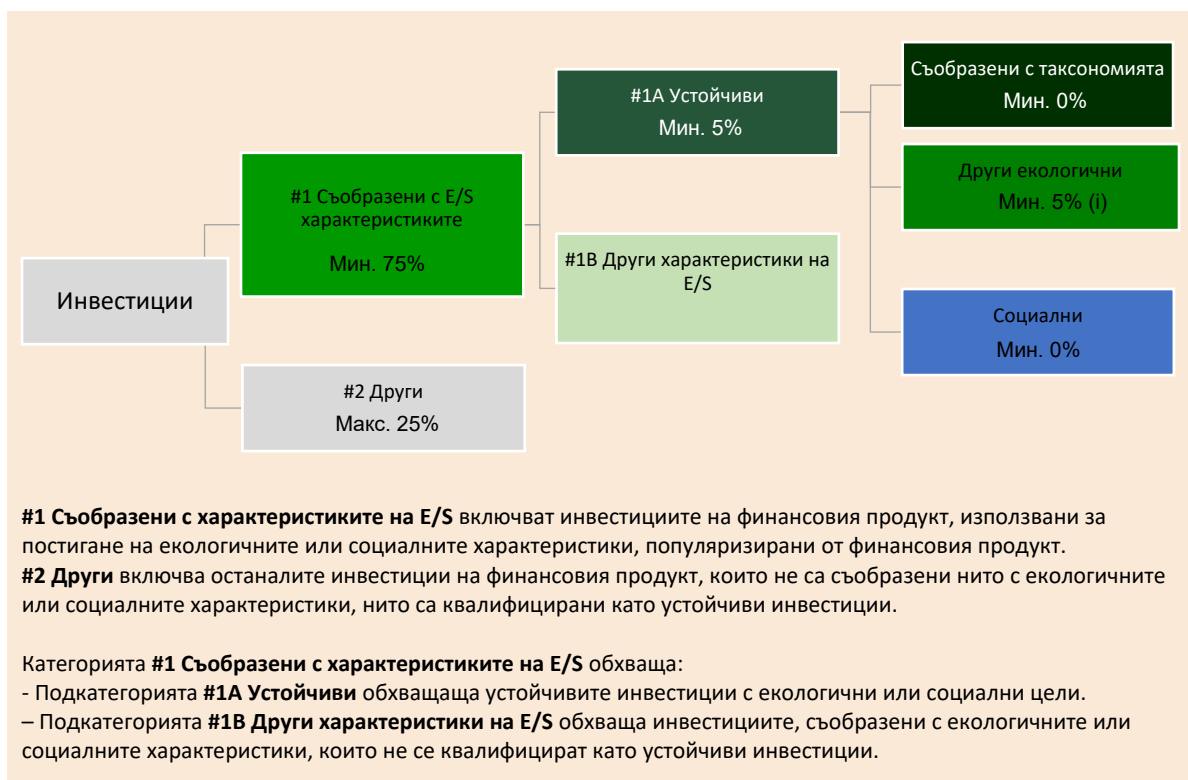 Инвестиции
#1 Съобразени с E/S
характеристиките
Мин. 75%
#2 Други
Макс. 25%
#1A Устойчиви
Мин. 5%
#1B Други характеристики на
E/S
Съобразени с таксономията
Мин. 0%
Други екологични
Мин. 5% (i)
Социални
Мин. 0%
#1 Съобразени с характеристиките на E/S включват инвестициите на финансовия продукт, използвани за
постигане на екологичните или социалните характеристики, популяризирани от финансовия продукт.
#2 Други включва останалите инвестиции на финансовия продукт, които не са съобразени нито с екологичните
или социалните характеристики, нито са квалифицирани като устойчиви инвестиции.
Категорията #1 Съобразени с характеристиките на E/S обхваща:
- Подкатегорията #1A Устойчиви обхващаща устойчивите инвестиции с екологични или социални цели.
– Подкатегорията #1B Други характеристики на E/S обхваща инвестициите, съобразени с екологичните или
социалните характеристики, които не се квалифицират като устойчиви инвестиции.